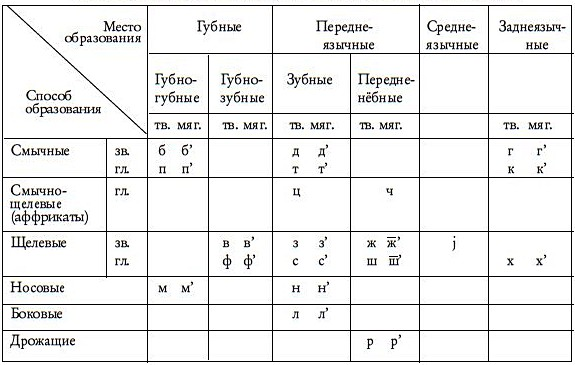 Место образования Губные Передне-язычные Средне-язычные Заднеязыч-ные
Способ образования Губно-губные Губно-зубные Зубные Передне-нёбные
тв. мяг. тв. мяг. тв. мяг. тв. мяг. тв. мяг.
Смычные зв. б б’ д д’ г г’
гл. п п’ т т’ к к’
Смычно-щелевые (аффрикаты) гл. ц ч
Щелевые зв. в в’ з з’ ж ж̅’ j
гл. ф ф’ с с’ ш ш̅’ х х’
Носовые м м’ н н’
Боковые л л’
Дрожащие р р’